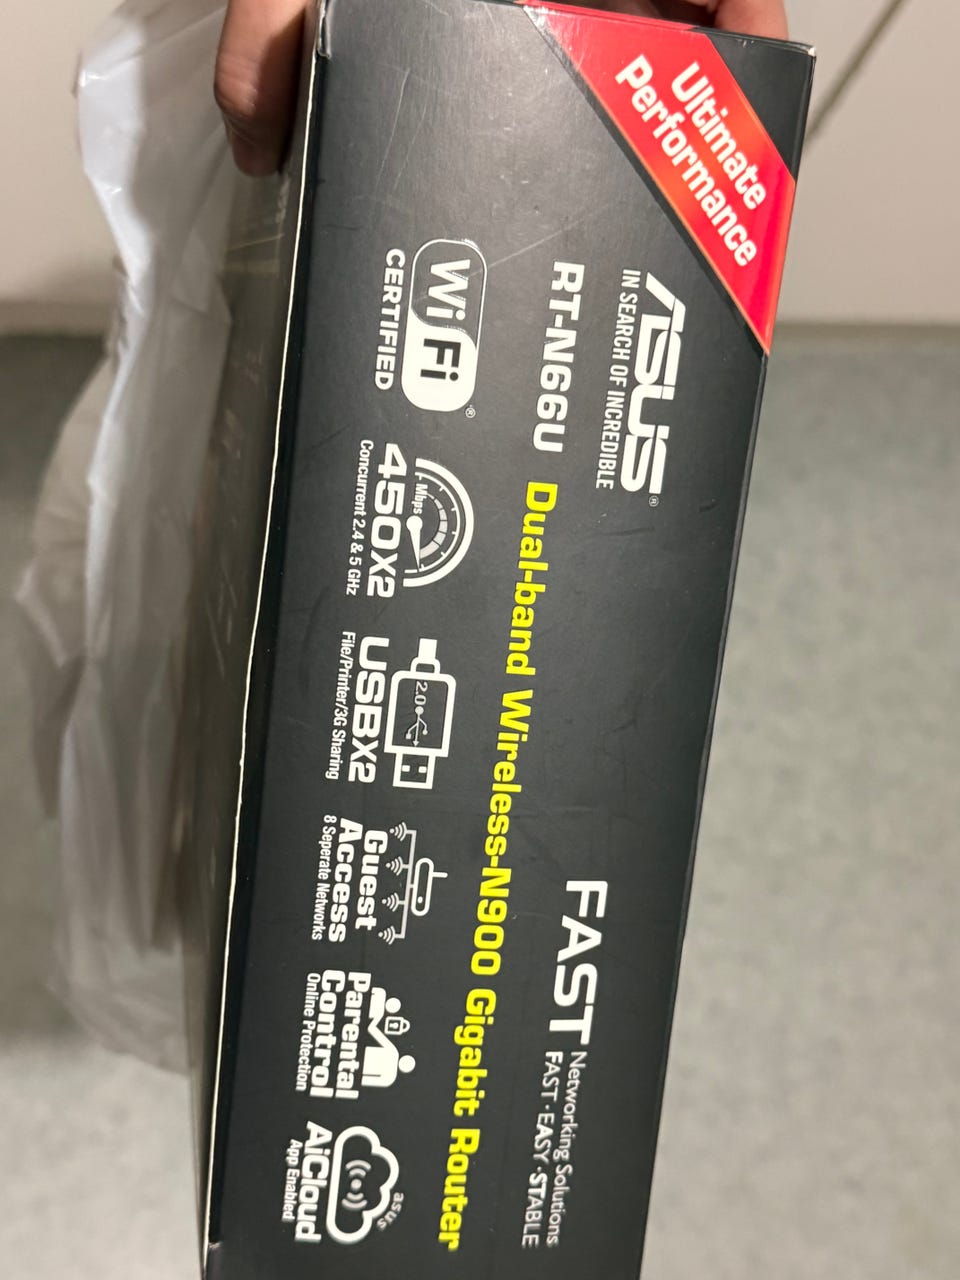 Ultimate
Performance
ASUS®
IN SEARCH OF INCREDIBLE
RT-N66U Dual-band Wireless-N900 Gigabit Router
FAST Networking Solutions
FAST · EASY · STABLE
Wi Fi®
CERTIFIED
Mbps
450X2
Concurrent 2.4 & 5 GHz
2.0
USBX2
File/Printer/3G Sharing
Guest
Access
8 Seperate Networks
Parental
Control
Online Protection
asus
AiCloud
App Enabled